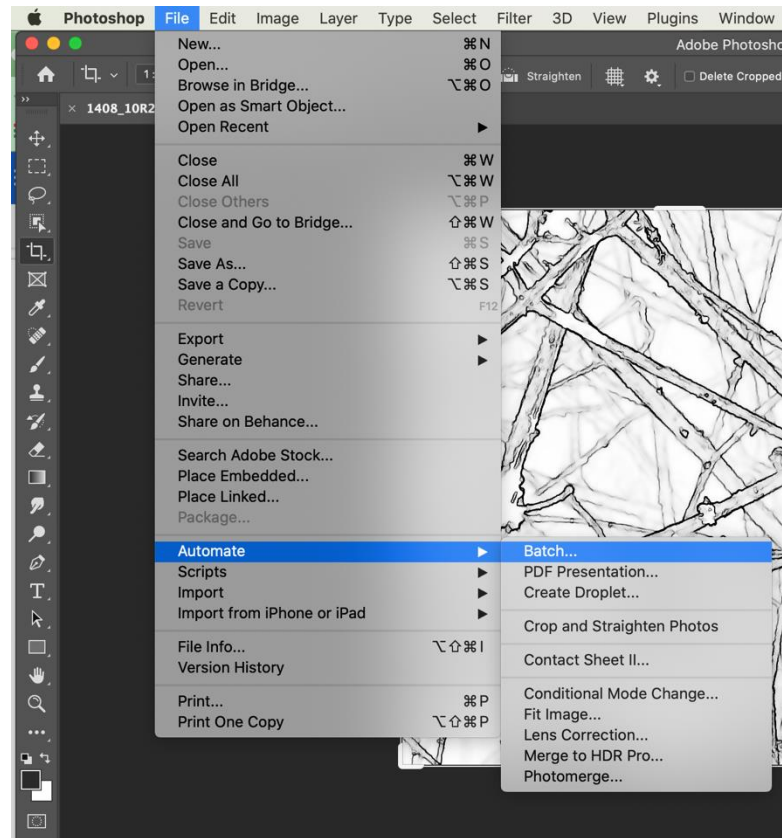 Photoshop File Edit Image Layer Type Select Filter 3D View Plugins Window
Adobe Photosho
1: Straighten Delete Cropped
× 1408_10R2
New... ⌘N
Open... ⌘O
Browse in Bridge... ⌥⌘O
Open as Smart Object...
Open Recent ▶
Close ⌘W
Close All ⌥⌘W
Close Others ⌥⌘P
Close and Go to Bridge... ⇧⌘W
Save ⌘S
Save As... ⇧⌘S
Save a Copy... ⌥⌘S
Revert F12
Export ▶
Generate ▶
Share...
Invite...
Share on Behance...
Search Adobe Stock...
Place Embedded...
Place Linked...
Package...
Automate ▶
Scripts ▶
Import ▶
Import from iPhone or iPad ▶
File Info... ⌥⇧⌘I
Version History
Print... ⌘P
Print One Copy ⌥⇧⌘P
Batch...
PDF Presentation...
Create Droplet...
Crop and Straighten Photos
Contact Sheet II...
Conditional Mode Change...
Fit Image...
Lens Correction...
Merge to HDR Pro...
Photomerge...